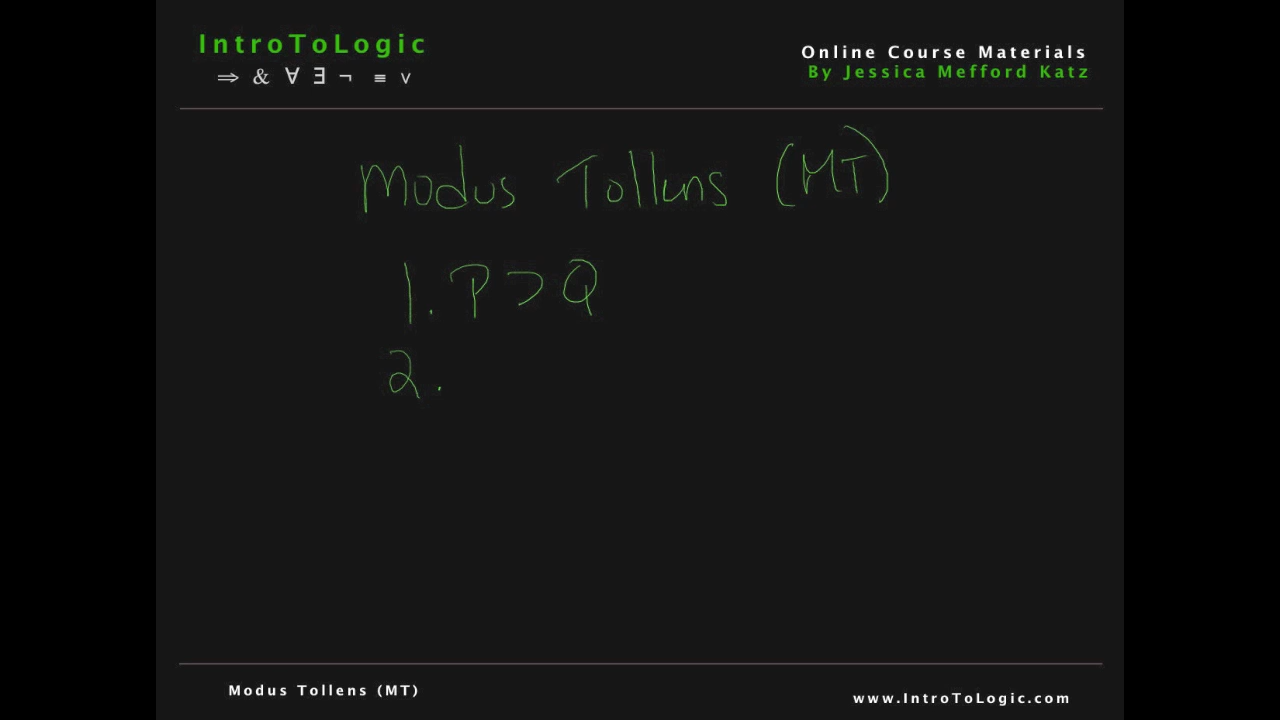 IntroToLogic
⇒ & ∀ ∃ ¬ ≡ v
Online Course Materials
By Jessica Mefford Katz
Modus Tollens (MT)
1. P ⊃ Q
2.
Modus Tollens (MT)
www.IntroToLogic.com